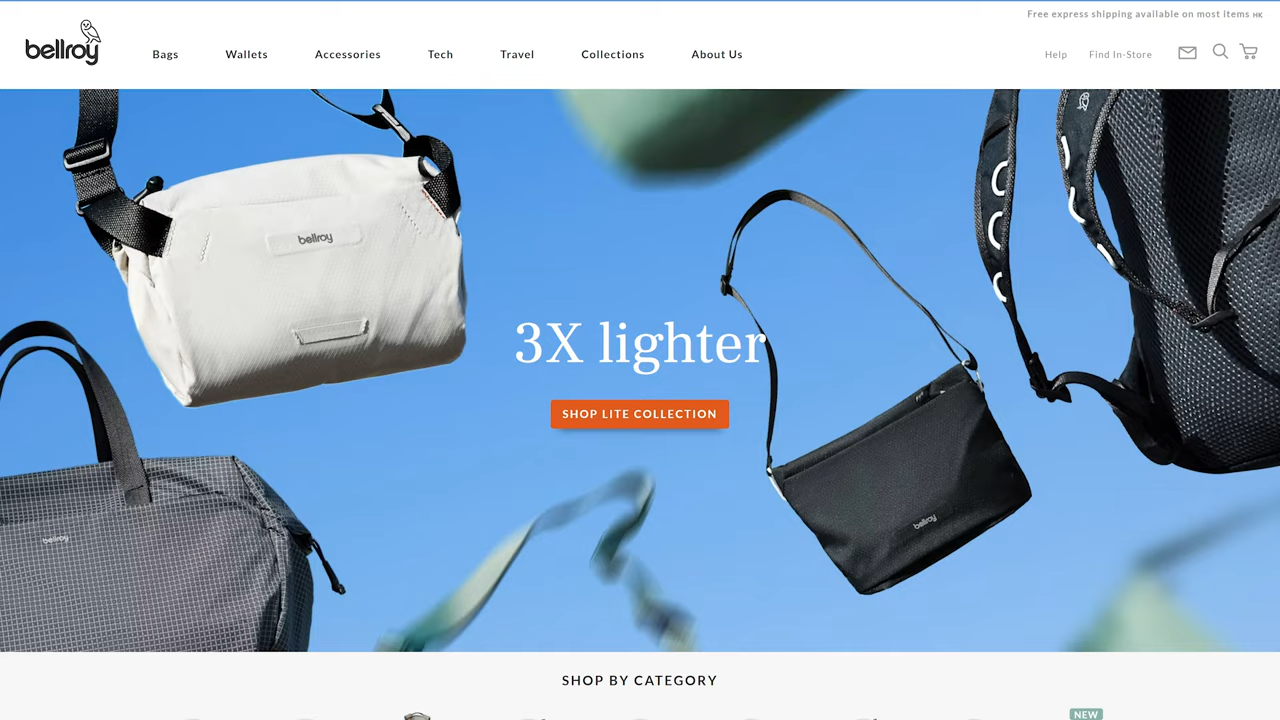 Free express shipping available on most items HK
bellroy
Bags
Wallets
Accessories
Tech
Travel
Collections
About Us
Help
Find In-Store
bellroy
3X lighter
SHOP LITE COLLECTION
bellroy
bellroy
SHOP BY CATEGORY
NEW